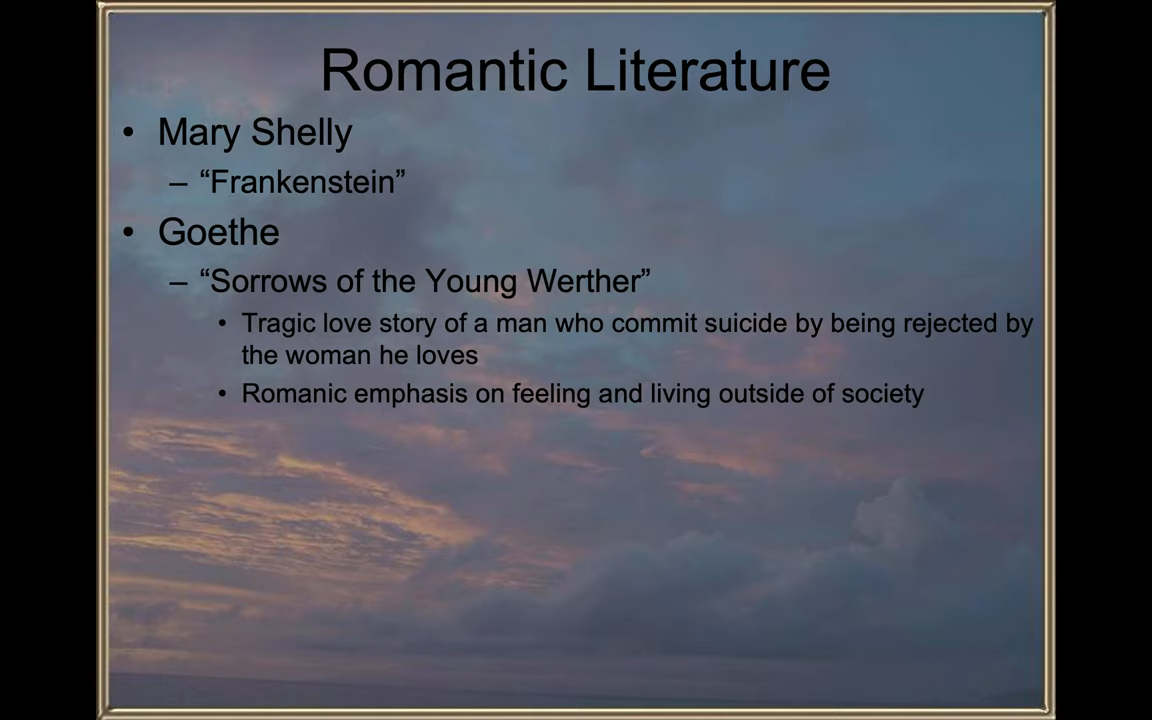 Romantic Literature
• Mary Shelly
– “Frankenstein”
• Goethe
– “Sorrows of the Young Werther”
• Tragic love story of a man who commit suicide by being rejected by
the woman he loves
• Romanic emphasis on feeling and living outside of society